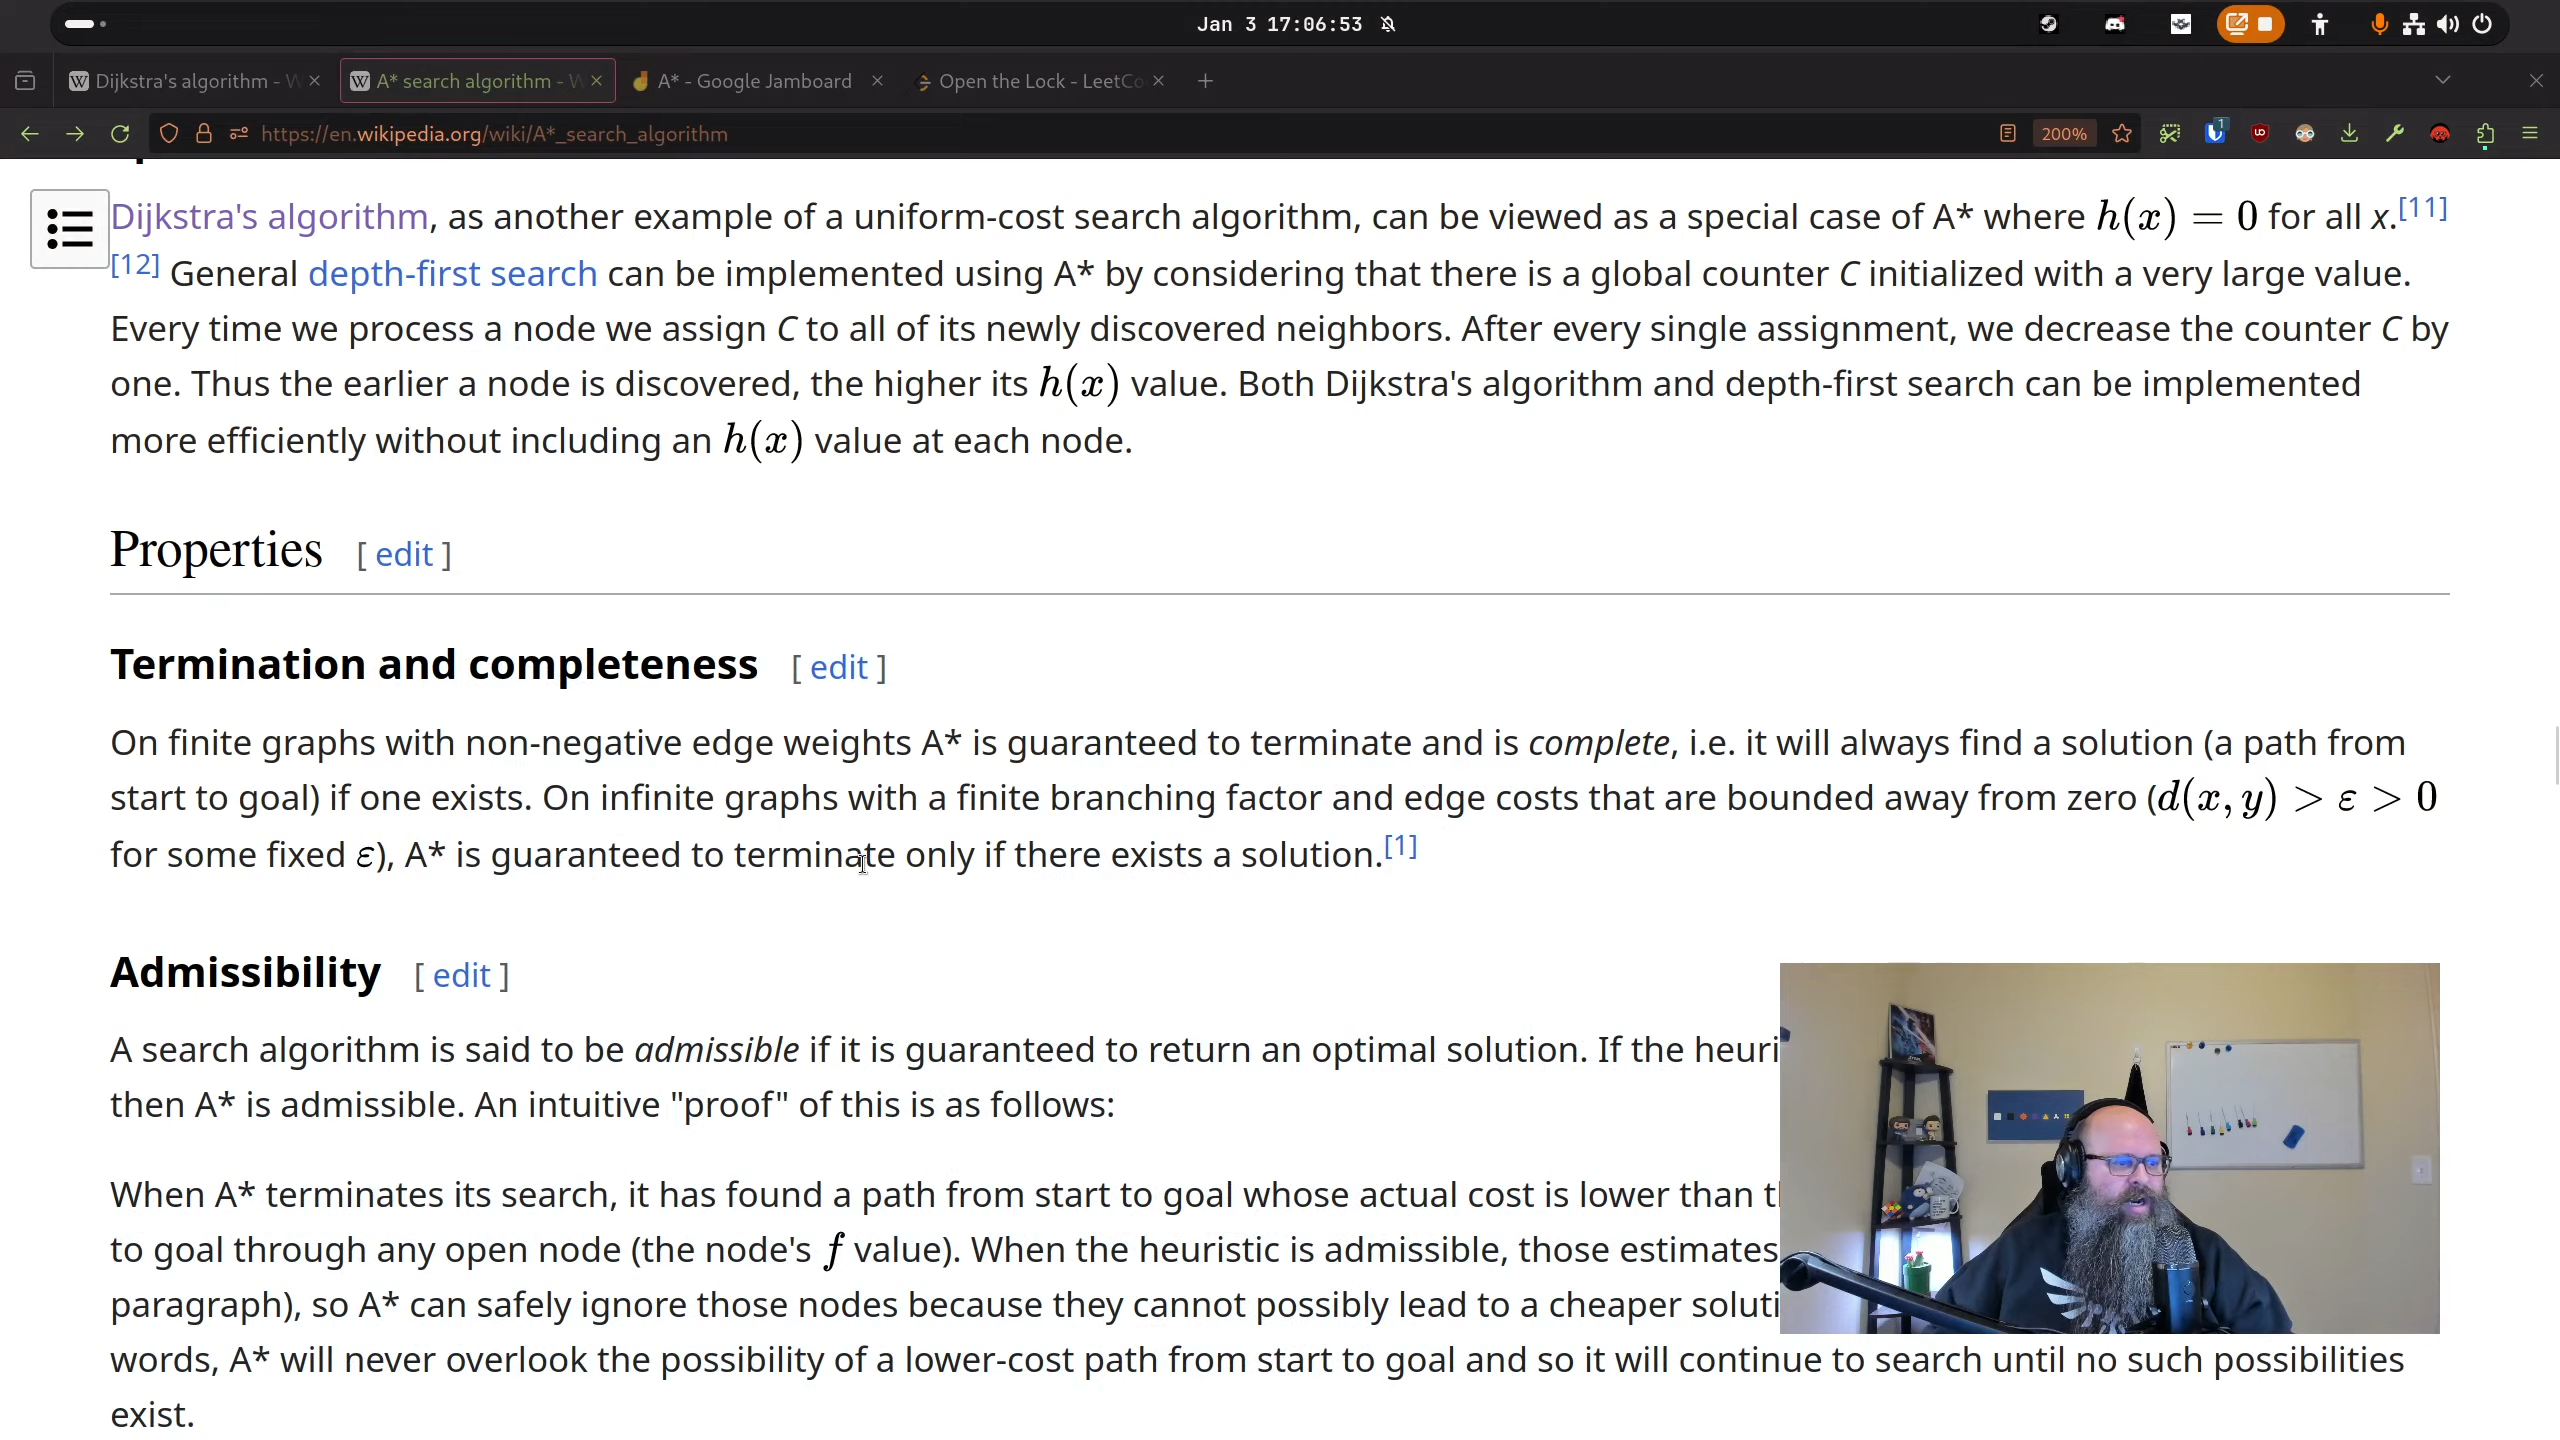 Jan 3 17:06:53
Dijkstra's algorithm - W
A* search algorithm - W
A* - Google Jamboard
Open the Lock - LeetCo
https://en.wikipedia.org/wiki/A*_search_algorithm
200%
1
Dijkstra's algorithm, as another example of a uniform-cost search algorithm, can be viewed as a special case of A* where h(x) = 0 for all x.[11]
[12] General depth-first search can be implemented using A* by considering that there is a global counter C initialized with a very large value.
Every time we process a node we assign C to all of its newly discovered neighbors. After every single assignment, we decrease the counter C by
one. Thus the earlier a node is discovered, the higher its h(x) value. Both Dijkstra's algorithm and depth-first search can be implemented
more efficiently without including an h(x) value at each node.
Properties [ edit ]
Termination and completeness [ edit ]
On finite graphs with non-negative edge weights A* is guaranteed to terminate and is complete, i.e. it will always find a solution (a path from
start to goal) if one exists. On infinite graphs with a finite branching factor and edge costs that are bounded away from zero (d(x, y) > ε > 0
for some fixed ε), A* is guaranteed to terminate only if there exists a solution.[1]
Admissibility [ edit ]
A search algorithm is said to be admissible if it is guaranteed to return an optimal solution. If the heuri
then A* is admissible. An intuitive "proof" of this is as follows:
When A* terminates its search, it has found a path from start to goal whose actual cost is lower than t
to goal through any open node (the node's f value). When the heuristic is admissible, those estimates
paragraph), so A* can safely ignore those nodes because they cannot possibly lead to a cheaper soluti
words, A* will never overlook the possibility of a lower-cost path from start to goal and so it will continue to search until no such possibilities
exist.